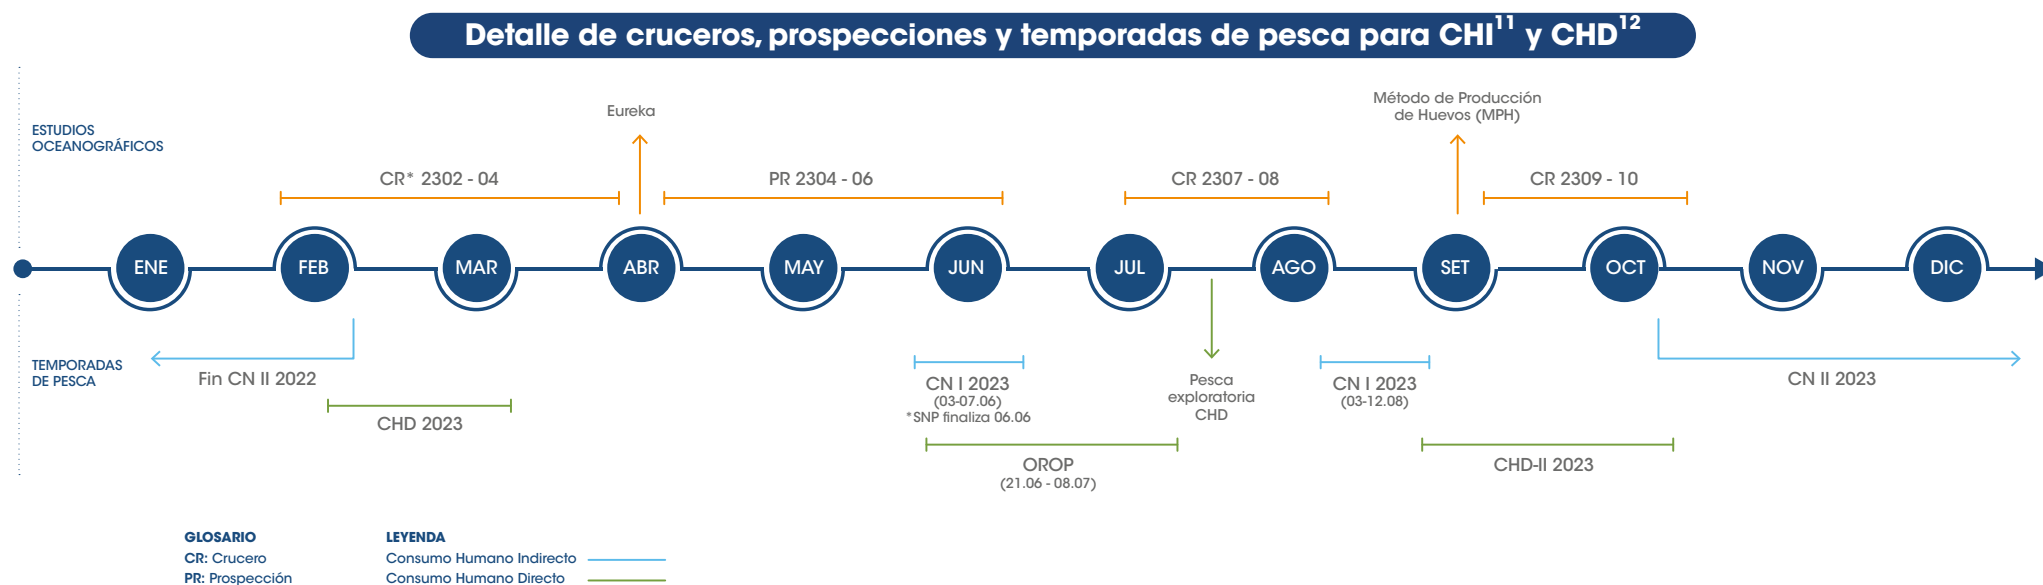 Detalle de cruceros, prospecciones y temporadas de pesca para CHI¹¹ y CHD¹²
ESTUDIOS
OCEANOGRÁFICOS
Eureka
Método de Producción
de Huevos (MPH)
CR* 2302 - 04
PR 2304 - 06
CR 2307 - 08
CR 2309 - 10
ENE
FEB
MAR
ABR
MAY
JUN
JUL
AGO
SET
OCT
NOV
DIC
TEMPORADAS
DE PESCA
Fin CN II 2022
CHD 2023
CN I 2023
(03-07.06)
*SNP finaliza 06.06
OROP
(21.06 - 08.07)
Pesca
exploratoria
CHD
CN I 2023
(03-12.08)
CHD-II 2023
CN II 2023
GLOSARIO
CR: Crucero
PR: Prospección
LEYENDA
Consumo Humano Indirecto
Consumo Humano Directo